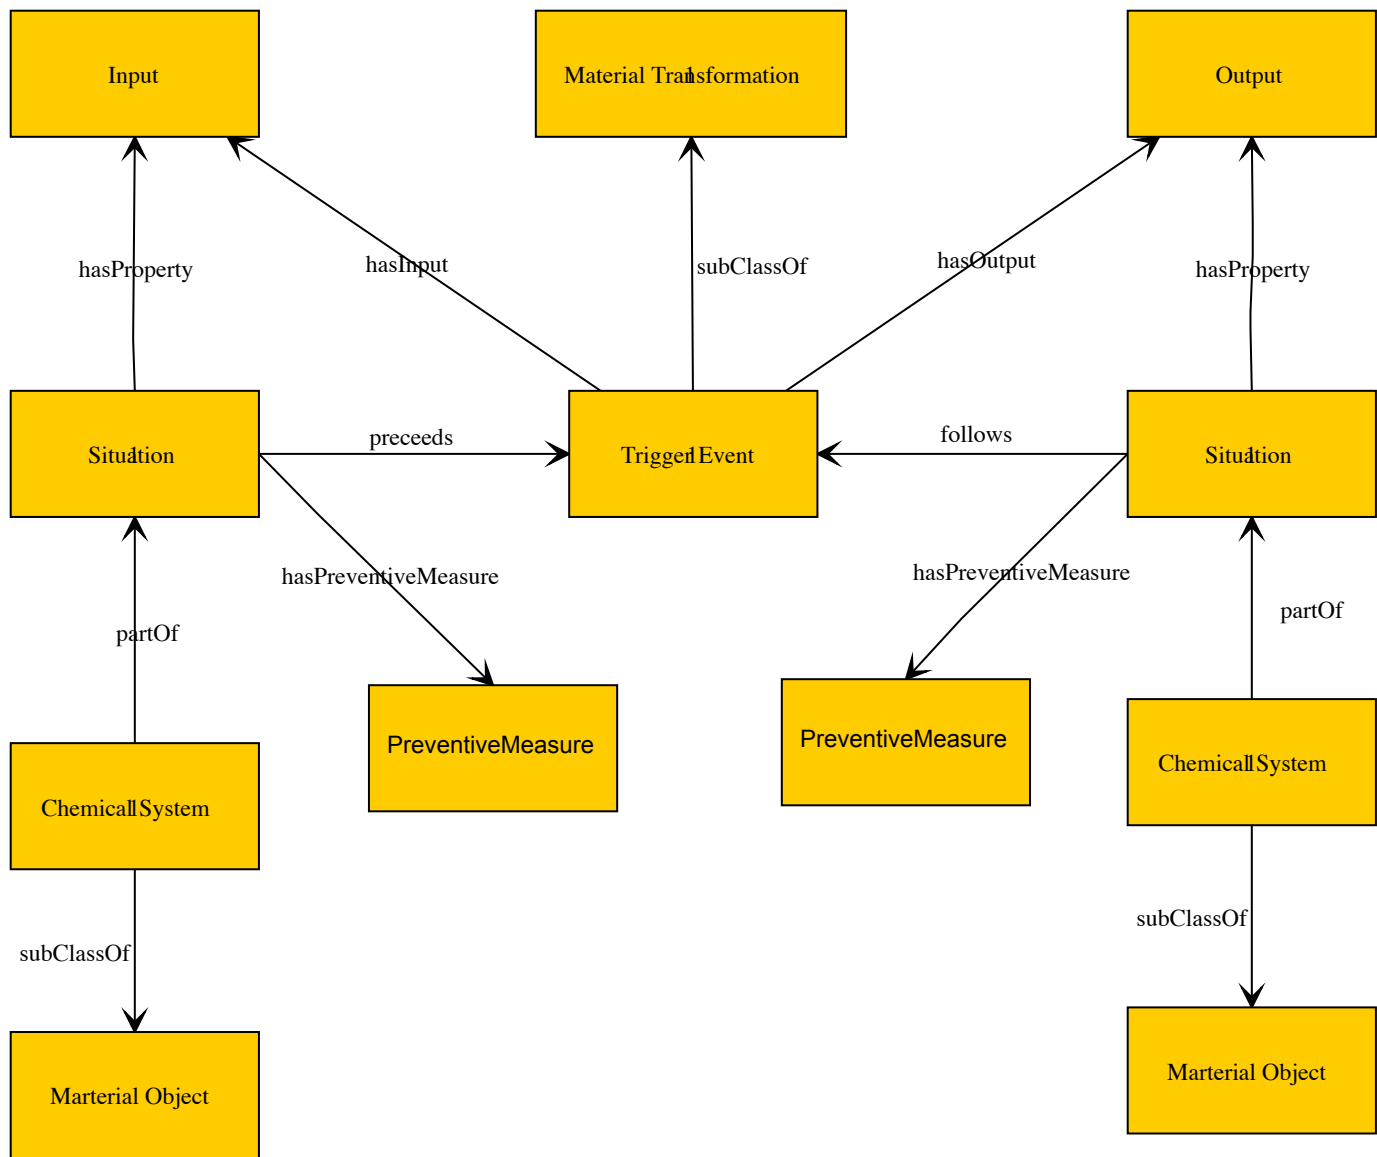 Input
Material Transformation
Output
hasProperty
hasInput
subClassOf
hasOutput
hasProperty
Situation
preceeds
Trigger Event
follows
Situation
hasPreventiveMeasure
hasPreventiveMeasure
partOf
partOf
PreventiveMeasure
PreventiveMeasure
Chemical System
Chemical System
subClassOf
subClassOf
Marterial Object
Marterial Object